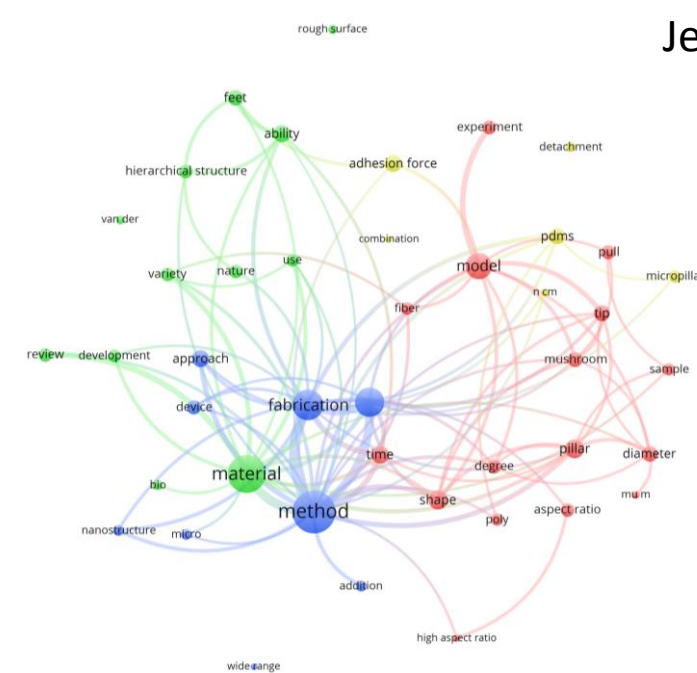 Je
rough surface
feet
ability
experiment
detachment
adhesion force
hierarchical structure
van der
combination
pdms
pull
model
use
nature
variety
micropilla
n cm
fiber
tip
review
development
approach
mushroom
sample
device
fabrication
time
pillar
diameter
degree
material
bio
mu m
shape
method
aspect ratio
poly
nanostructure
micro
addition
high aspect ratio
wide range